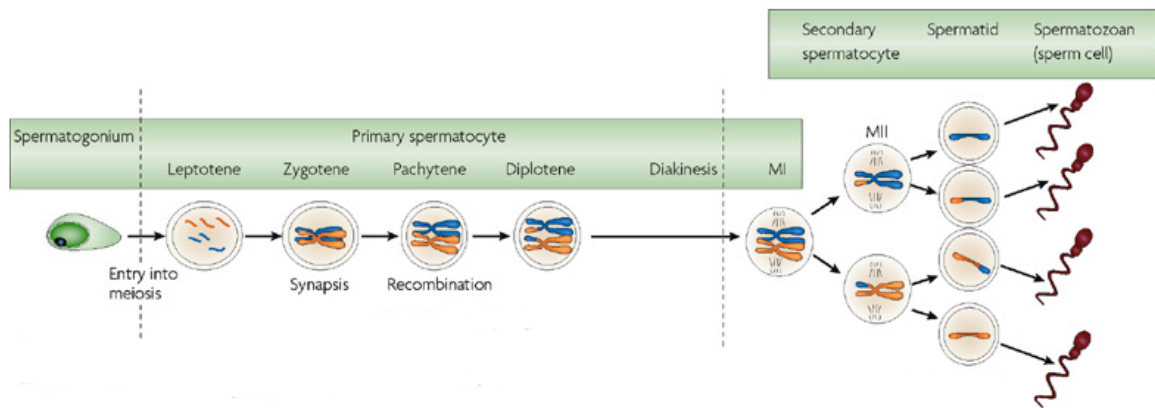 Secondary spermatocyte
Spermatid
Spermatozoan (sperm cell)
Spermatogonium
Primary spermatocyte
Leptotene
Zygotene
Pachytene
Diplotene
Diakinesis
MI
MII
Entry into meiosis
Synapsis
Recombination